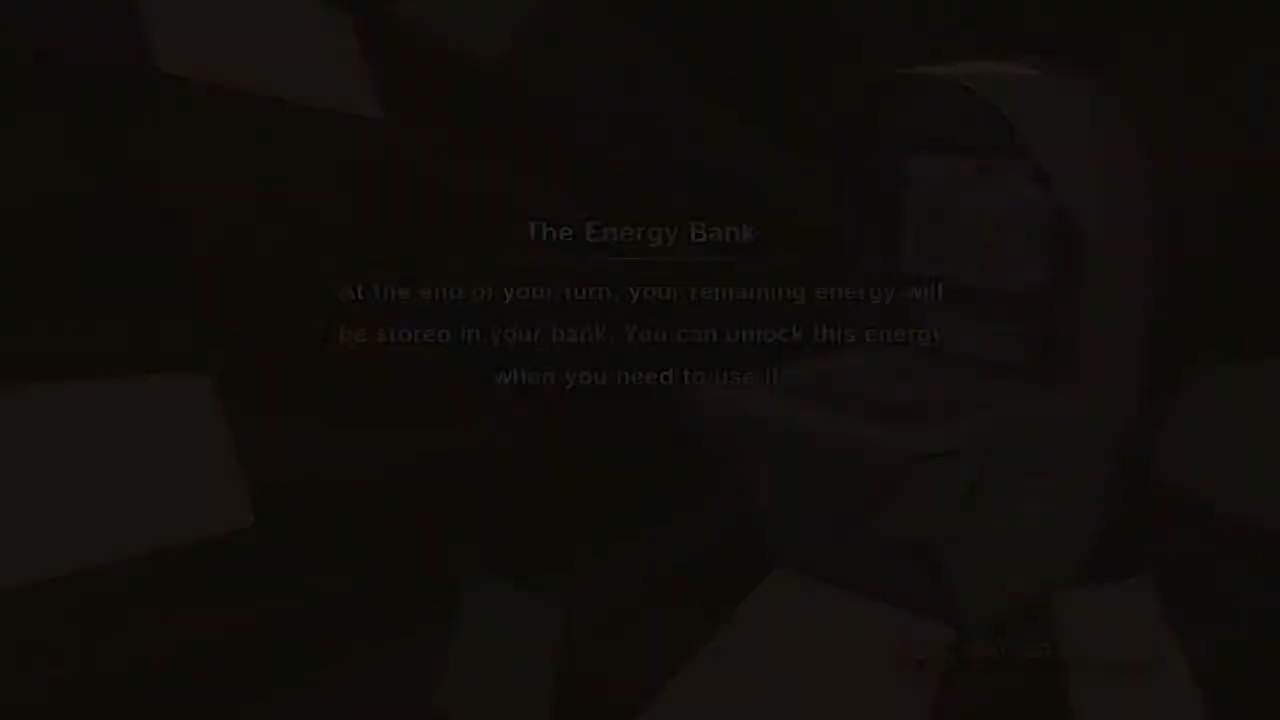 The Energy Bank
At the end of your turn, your remaining energy will
be stored in your bank. You can unlock this energy
when you need to use it.